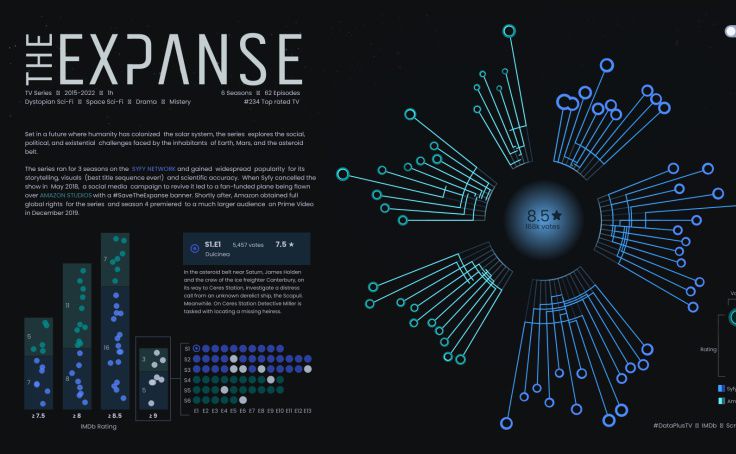 THE EXPANSE
TV Series 2015-2022 1h
6 Seasons 62 Episodes
Dystopian Sci-Fi Space Sci-Fi Drama Mistery
#234 Top rated TV
Set in a future where humanity has colonized the solar system, the series explores the social,
political, and existential challenges faced by the inhabitants of Earth, Mars, and the asteroid
belt.
The series ran for 3 seasons on the SYFY NETWORK and gained widespread popularity for its
storytelling, visuals (best title sequence ever) and scientific accuracy. When Syfy cancelled the
show in May 2018, a social media campaign to revive it led to a fan-funded plane being flown
over AMAZON STUDIOS with a #SaveTheExpanse banner. Shortly after, Amazon obtained full
global rights for the series and season 4 premiered to a much larger audience on Prime Video
in December 2019.
S1.E1 5,457 votes 7.5 ★
Dulcinea
In the asteroid belt near Saturn, James Holden
and the crew of the ice freighter Canterbury, on
its way to Ceres Station, investigate a distress
call from an unknown derelict ship, the Scopuli.
Meanwhile. On Ceres Station Detective Miller is
tasked with locating a missing heiress.
5
7
11
8
7
16
3
5
≥ 7.5
≥ 8
≥ 8.5
≥ 9
IMDb Rating
S1
S2
S3
S4
S5
S6
E1 E2 E3 E4 E5 E6 E7 E8 E9 E10 E11 E12 E13
8.5★
168k votes
Vo
Rating
Syfy
Am
#DataPlusTV IMDb Scr